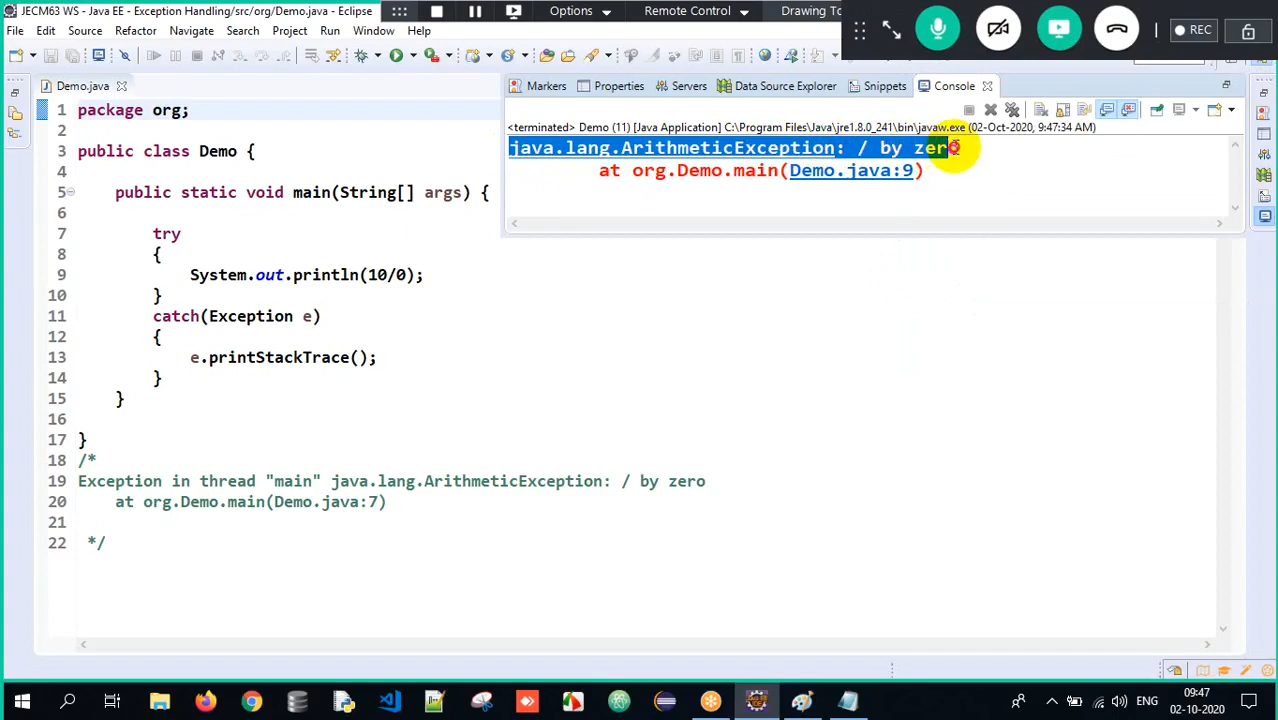 JECM63 WS - Java EE - Exception Handling/src/org/Demo.java - Eclipse
Options
Remote Control
Drawing To
REC
File Edit Source Refactor Navigate Search Project Run Window Help
Demo.java
Markers Properties Servers Data Source Explorer Snippets Console
<terminated> Demo (11) [Java Application] C:\Program Files\Java\jre1.8.0_241\bin\javaw.exe (02-Oct-2020, 9:47:34 AM)
java.lang.ArithmeticException: / by zero
at org.Demo.main(Demo.java:9)
1 package org;
2
3 public class Demo {
4
5 public static void main(String[] args) {
6
7 try
8 {
9 System.out.println(10/0);
10 }
11 catch(Exception e)
12 {
13 e.printStackTrace();
14 }
15 }
16
17 }
18 /*
19 Exception in thread "main" java.lang.ArithmeticException: / by zero
20 at org.Demo.main(Demo.java:7)
21
22 */
ENG
09:47
02-10-2020